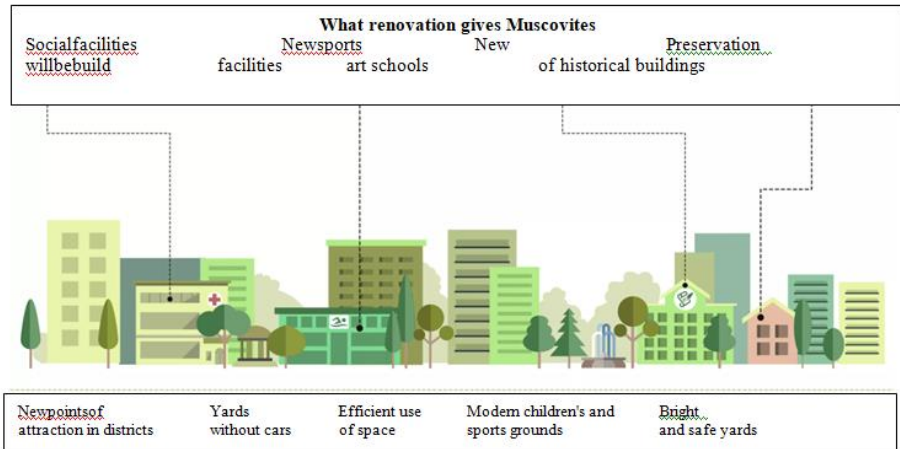 What renovation gives Muscovites
Socialfacilities Newsports New Preservation
willbebuild facilities art schools of historical buildings
Newpointsof Yards Efficient use Modern children's and Bright
attraction in districts without cars of space sports grounds and safe yards